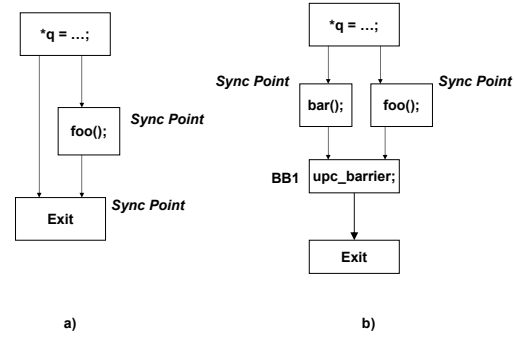 *q = ...;
foo();
Sync Point
Sync Point
Exit
a)
*q = ...;
Sync Point
Sync Point
bar();
foo();
BB1
upc_barrier;
Exit
b)